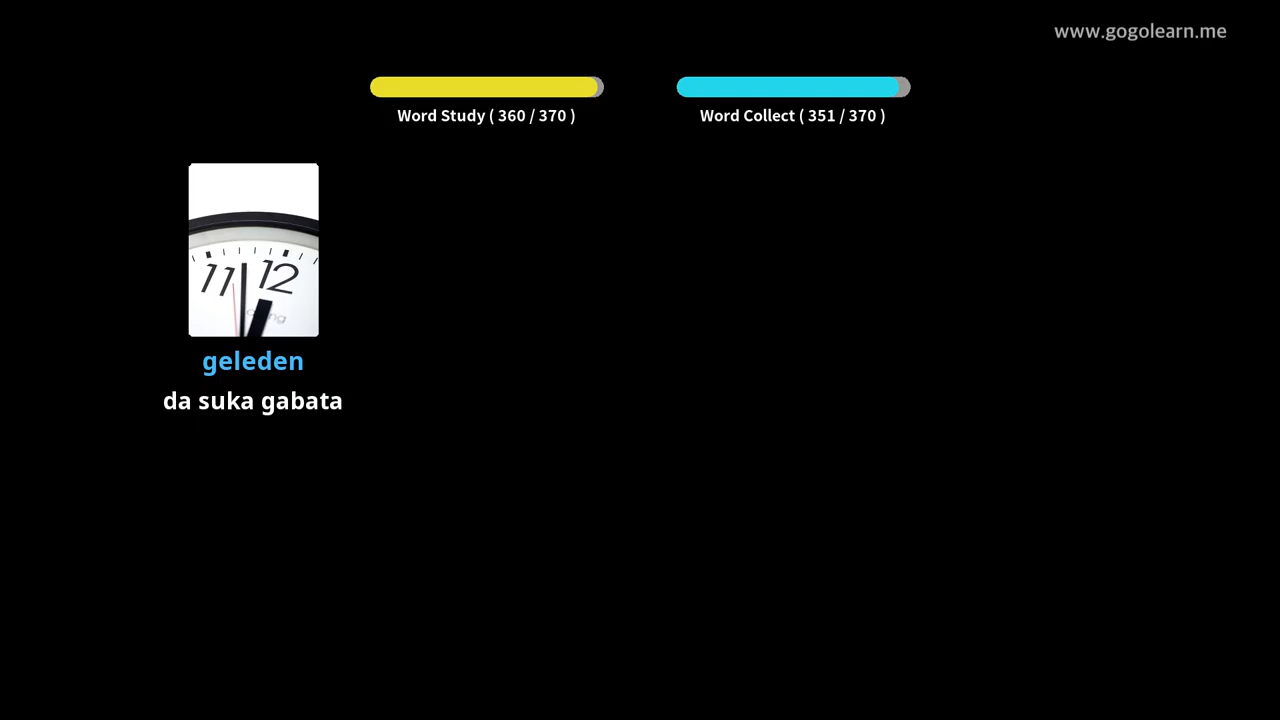 www.gogolearn.me
Word Study ( 360 / 370 )
Word Collect ( 351 / 370 )
11 12
geleden
da suka gabata